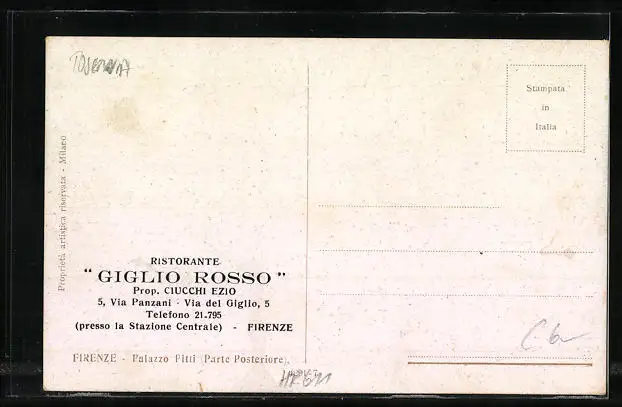 TOSCANA
Stampata
in
Italia
Proprietà artistica riservata - Milano
RISTORANTE
"GIGLIO ROSSO"
Prop. CIUCCHI EZIO
5, Via Panzani - Via del Giglio, 5
Telefono 21.795
(presso la Stazione Centrale) - FIRENZE
FIRENZE - Palazzo Pitti (Parte Posteriore).